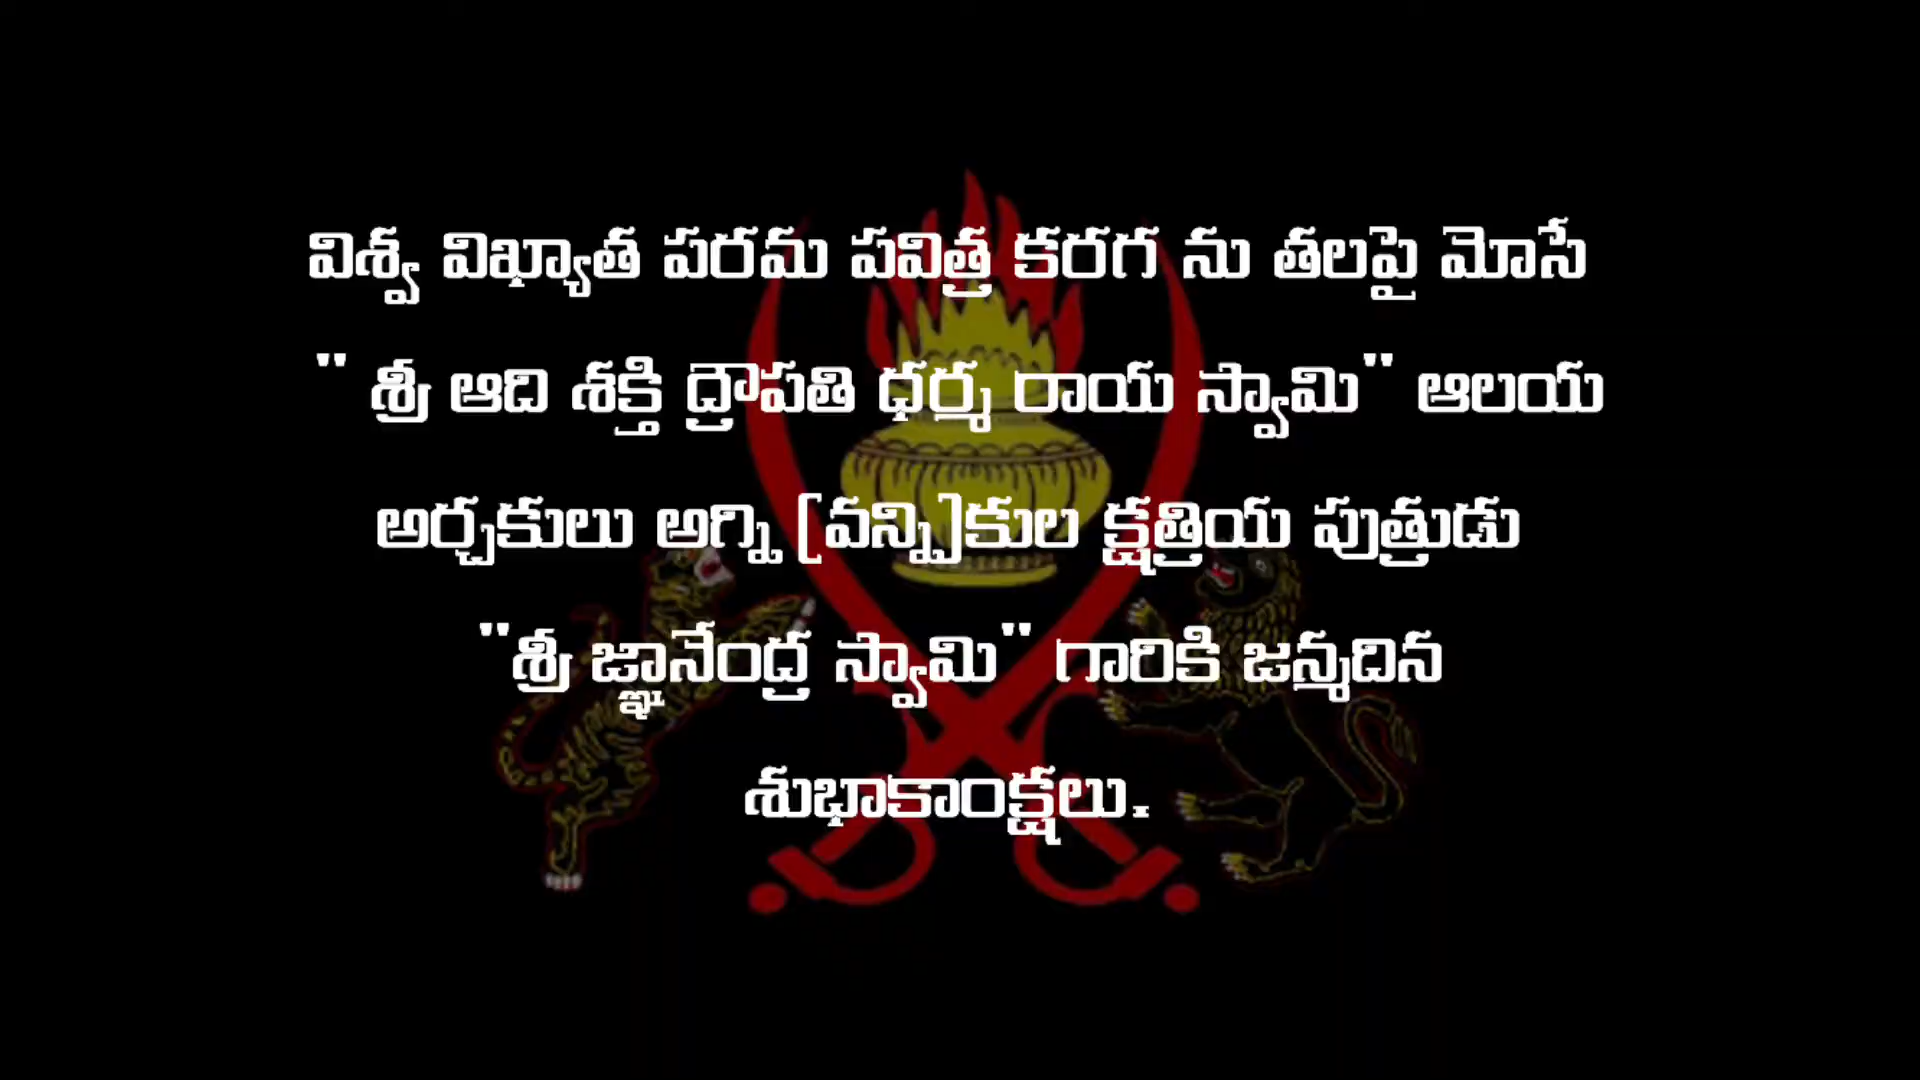 విశ్వ విఖ్యాత పరమ పవిత్ర కరగ ను తలపై మోసే
" శ్రీ ఆది శక్తి ద్రౌపతి ధర్మ రాయ స్వామి" ఆలయ
అర్చకులు అగ్ని [వన్ని]కుల క్షత్రియ పుత్రుడు
"శ్రీ జ్ఞానేంద్ర స్వామి" గారికి జన్మదిన
శుభాకాంక్షలు.